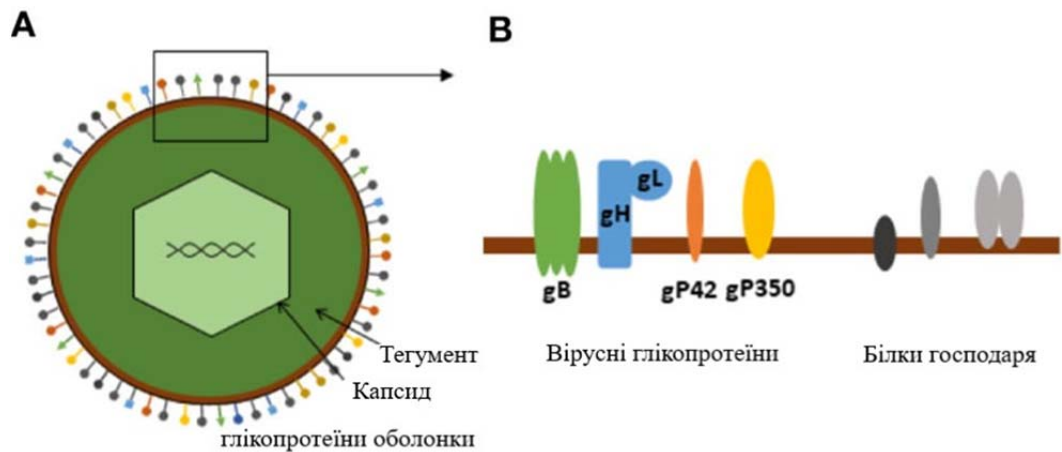 A
Тегумент
Капсид
глікопротеїни оболонки
B
gL
gH
gB
gP42 gP350
Вірусні глікопротеїни
Білки господаря